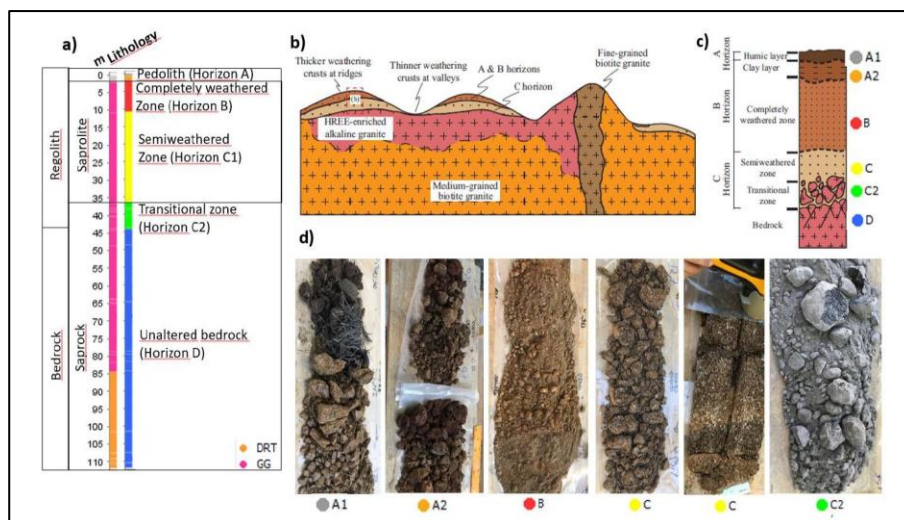 a)
m Lithology
Regolith
Saprolite
Bedrock
Saprock
0
5
10
15
20
25
30
35
40
45
50
55
60
65
70
75
80
85
90
95
100
105
110
Pedolith (Horizon A)
Completely weathered
Zone (Horizon B)
Semiweathered
Zone (Horizon C1)
Transitional zone
(Horizon C2)
Unaltered bedrock
(Horizon D)
DRT
GG
b)
Thicker weathering
crusts at ridges
Thinner weathering
crusts at valleys
A & B horizons
C horizon
Fine-grained
biotite granite
(b)
HREE-enriched
alkaline granite
Medium-grained
biotite granite
c)
A
Horizon
B
Horizon
C
Horizon
Humic layer
Clay layer
Completely
weathered zone
Semiweathered
zone
Transitional
zone
Bedrock
A1
A2
B
C
C2
D
d)
A1
A2
B
C
C
C2